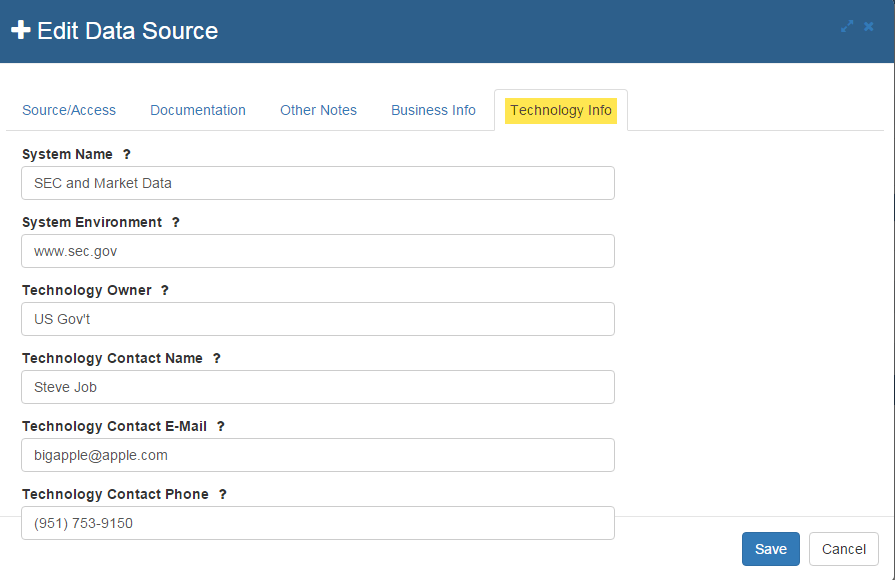 Edit Data Source
Source/Access Documentation Other Notes Business Info Technology Info
System Name ?
SEC and Market Data
System Environment ?
www.sec.gov
Technology Owner ?
US Gov't
Technology Contact Name ?
Steve Job
Technology Contact E-Mail ?
bigapple@apple.com
Technology Contact Phone ?
(951) 753-9150
Save Cancel